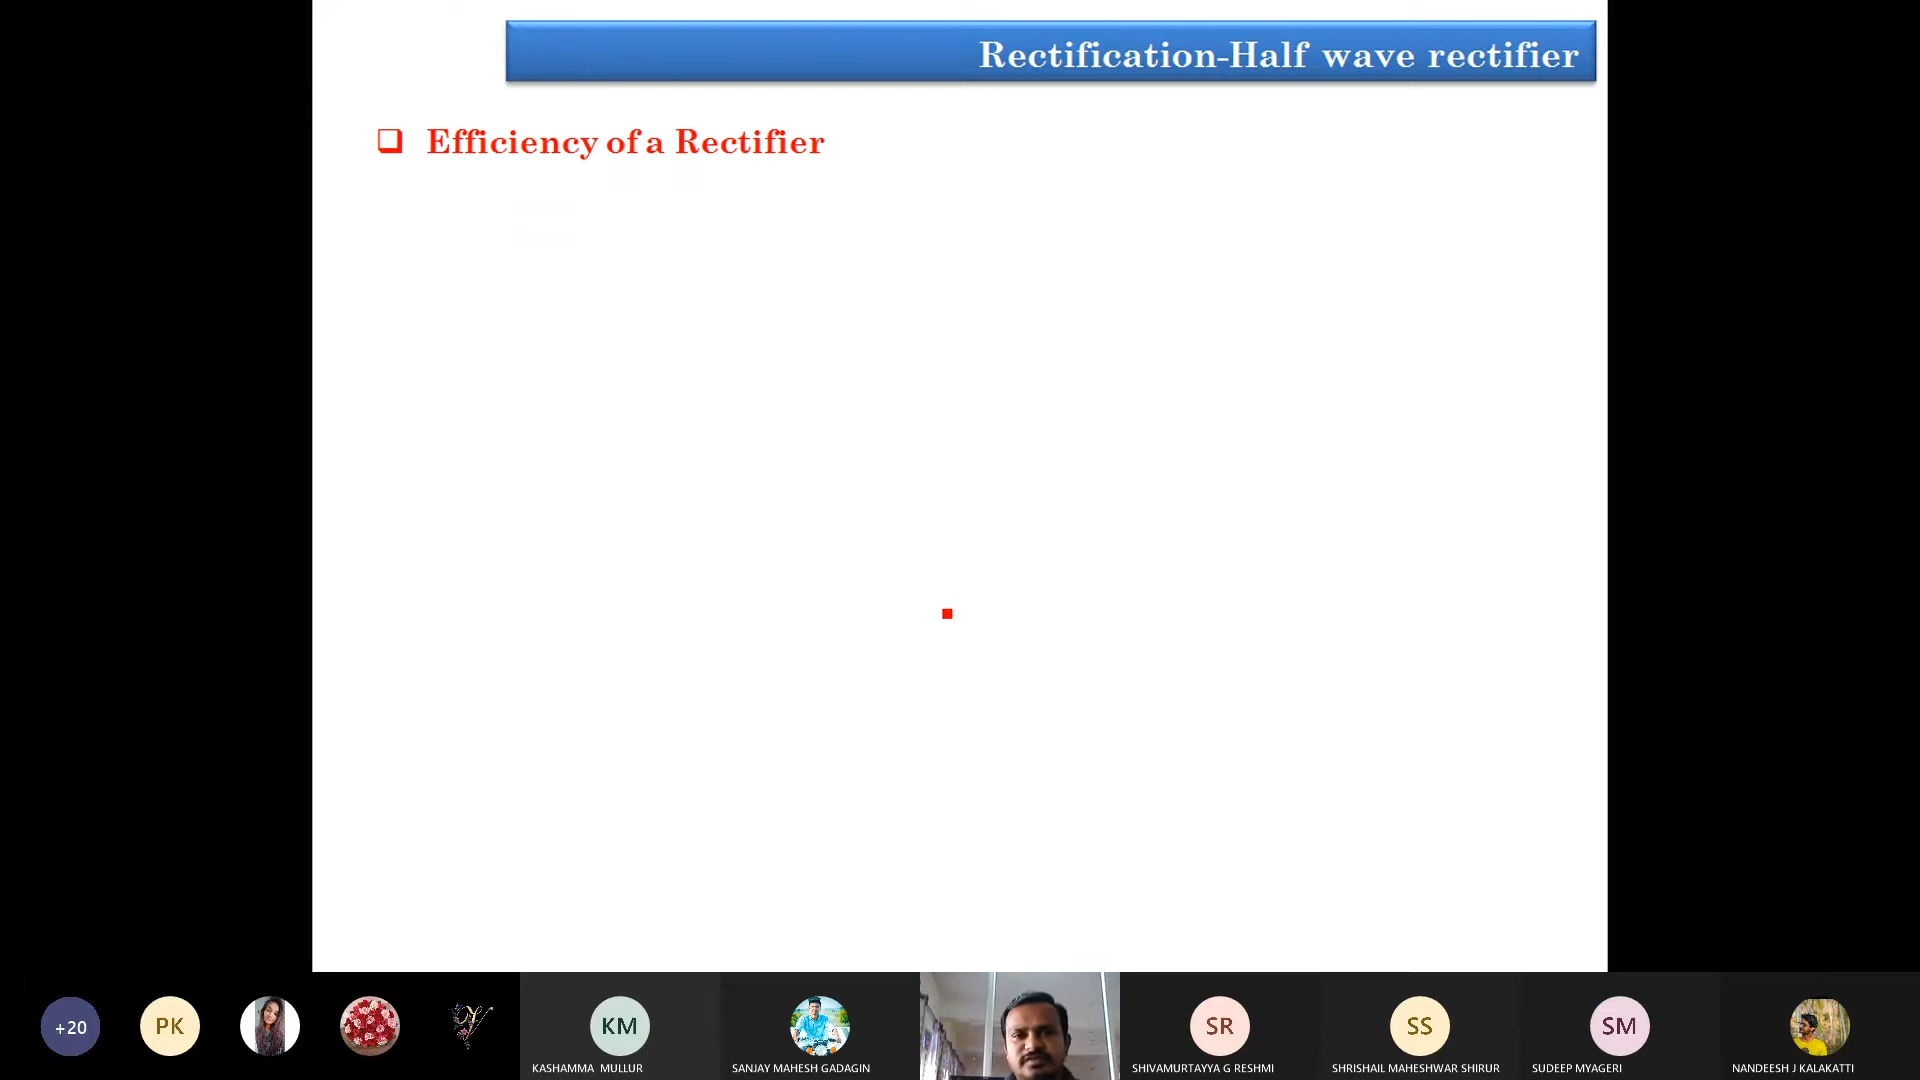 Rectification-Half wave rectifier
Efficiency of a Rectifier
+20
PK
KM
SR
SS
SM
KASHAMMA MULLUR
SANJAY MAHESH GADAGIN
SHIVAMURTAYYA G RESHMI
SHRISHAIL MAHESHWAR SHIRUR
SUDEEP MYAGERI
NANDEESH J KALAKATTI